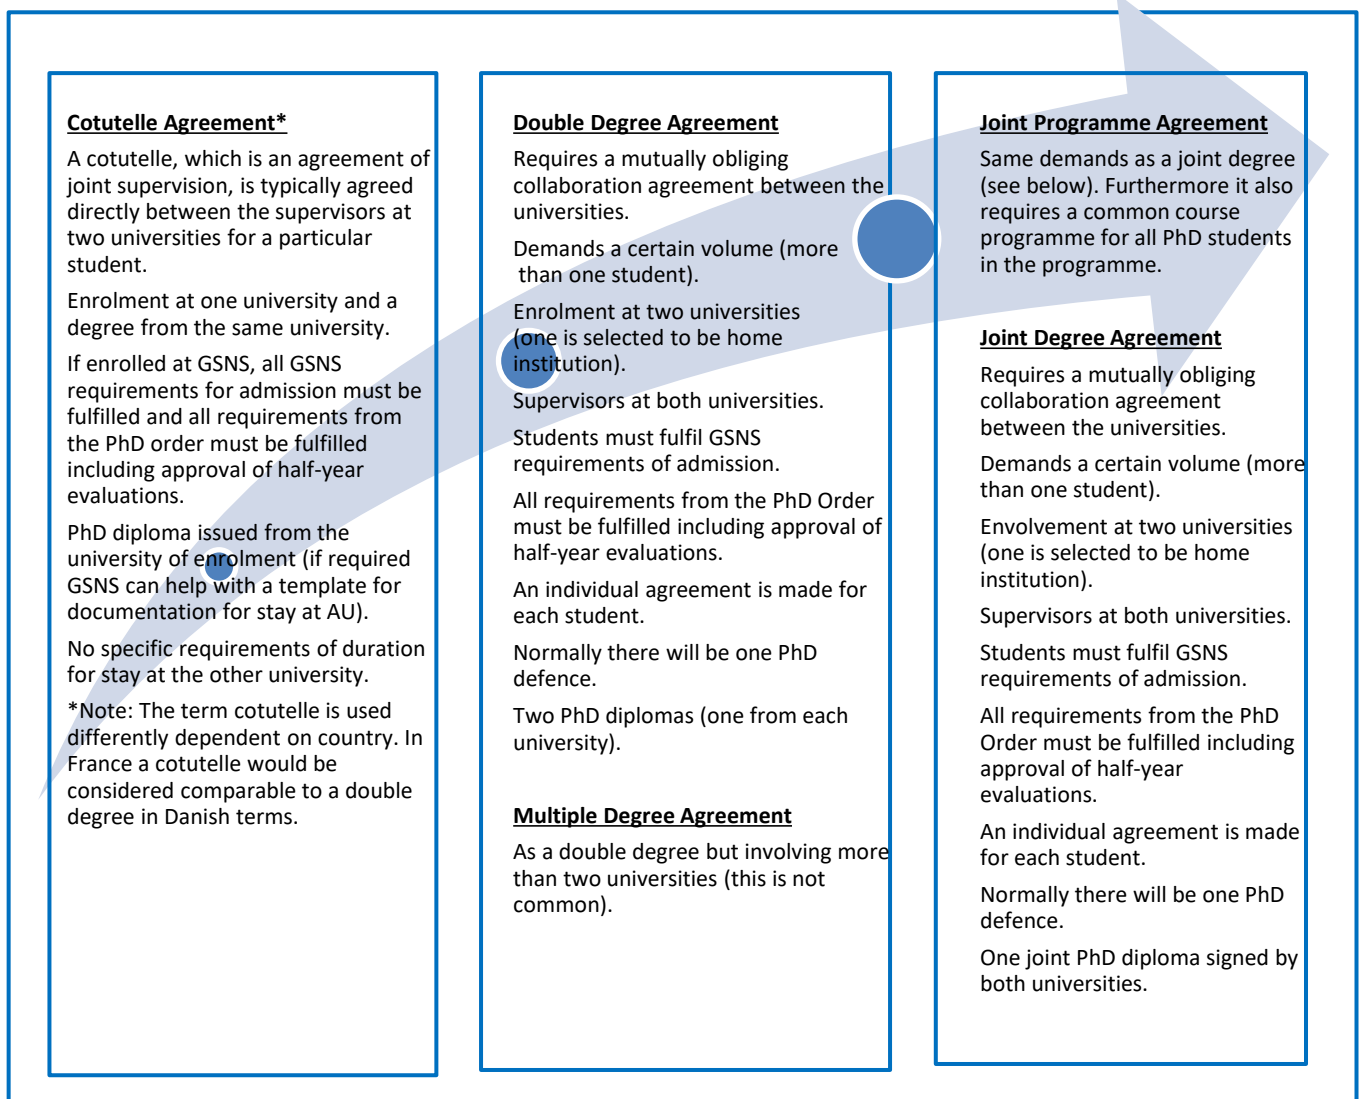 Cotutelle Agreement*
A cotutelle, which is an agreement of
joint supervision, is typically agreed
directly between the supervisors at
two universities for a particular
student.
Enrolment at one university and a
degree from the same university.
If enrolled at GSNS, all GSNS
requirements for admission must be
fulfilled and all requirements from
the PhD order must be fulfilled
including approval of half-year
evaluations.
PhD diploma issued from the
university of enrolment (if required
GSNS can help with a template for
documentation for stay at AU).
No specific requirements of duration
for stay at the other university.
*Note: The term cotutelle is used
differently dependent on country. In
France a cotutelle would be
considered comparable to a double
degree in Danish terms.
Double Degree Agreement
Requires a mutually obliging
collaboration agreement between the
universities.
Demands a certain volume (more
than one student).
Enrolment at two universities
(one is selected to be home
institution).
Supervisors at both universities.
Students must fulfil GSNS
requirements of admission.
All requirements from the PhD Order
must be fulfilled including approval of
half-year evaluations.
An individual agreement is made for
each student.
Normally there will be one PhD
defence.
Two PhD diplomas (one from each
university).
Multiple Degree Agreement
As a double degree but involving more
than two universities (this is not
common).
Joint Programme Agreement
Same demands as a joint degree
(see below). Furthermore it also
requires a common course
programme for all PhD students
in the programme.
Joint Degree Agreement
Requires a mutually obliging
collaboration agreement
between the universities.
Demands a certain volume (more
than one student).
Envolvement at two universities
(one is selected to be home
institution).
Supervisors at both universities.
Students must fulfil GSNS
requirements of admission.
All requirements from the PhD
Order must be fulfilled including
approval of half-year
evaluations.
An individual agreement is made
for each student.
Normally there will be one PhD
defence.
One joint PhD diploma signed by
both universities.